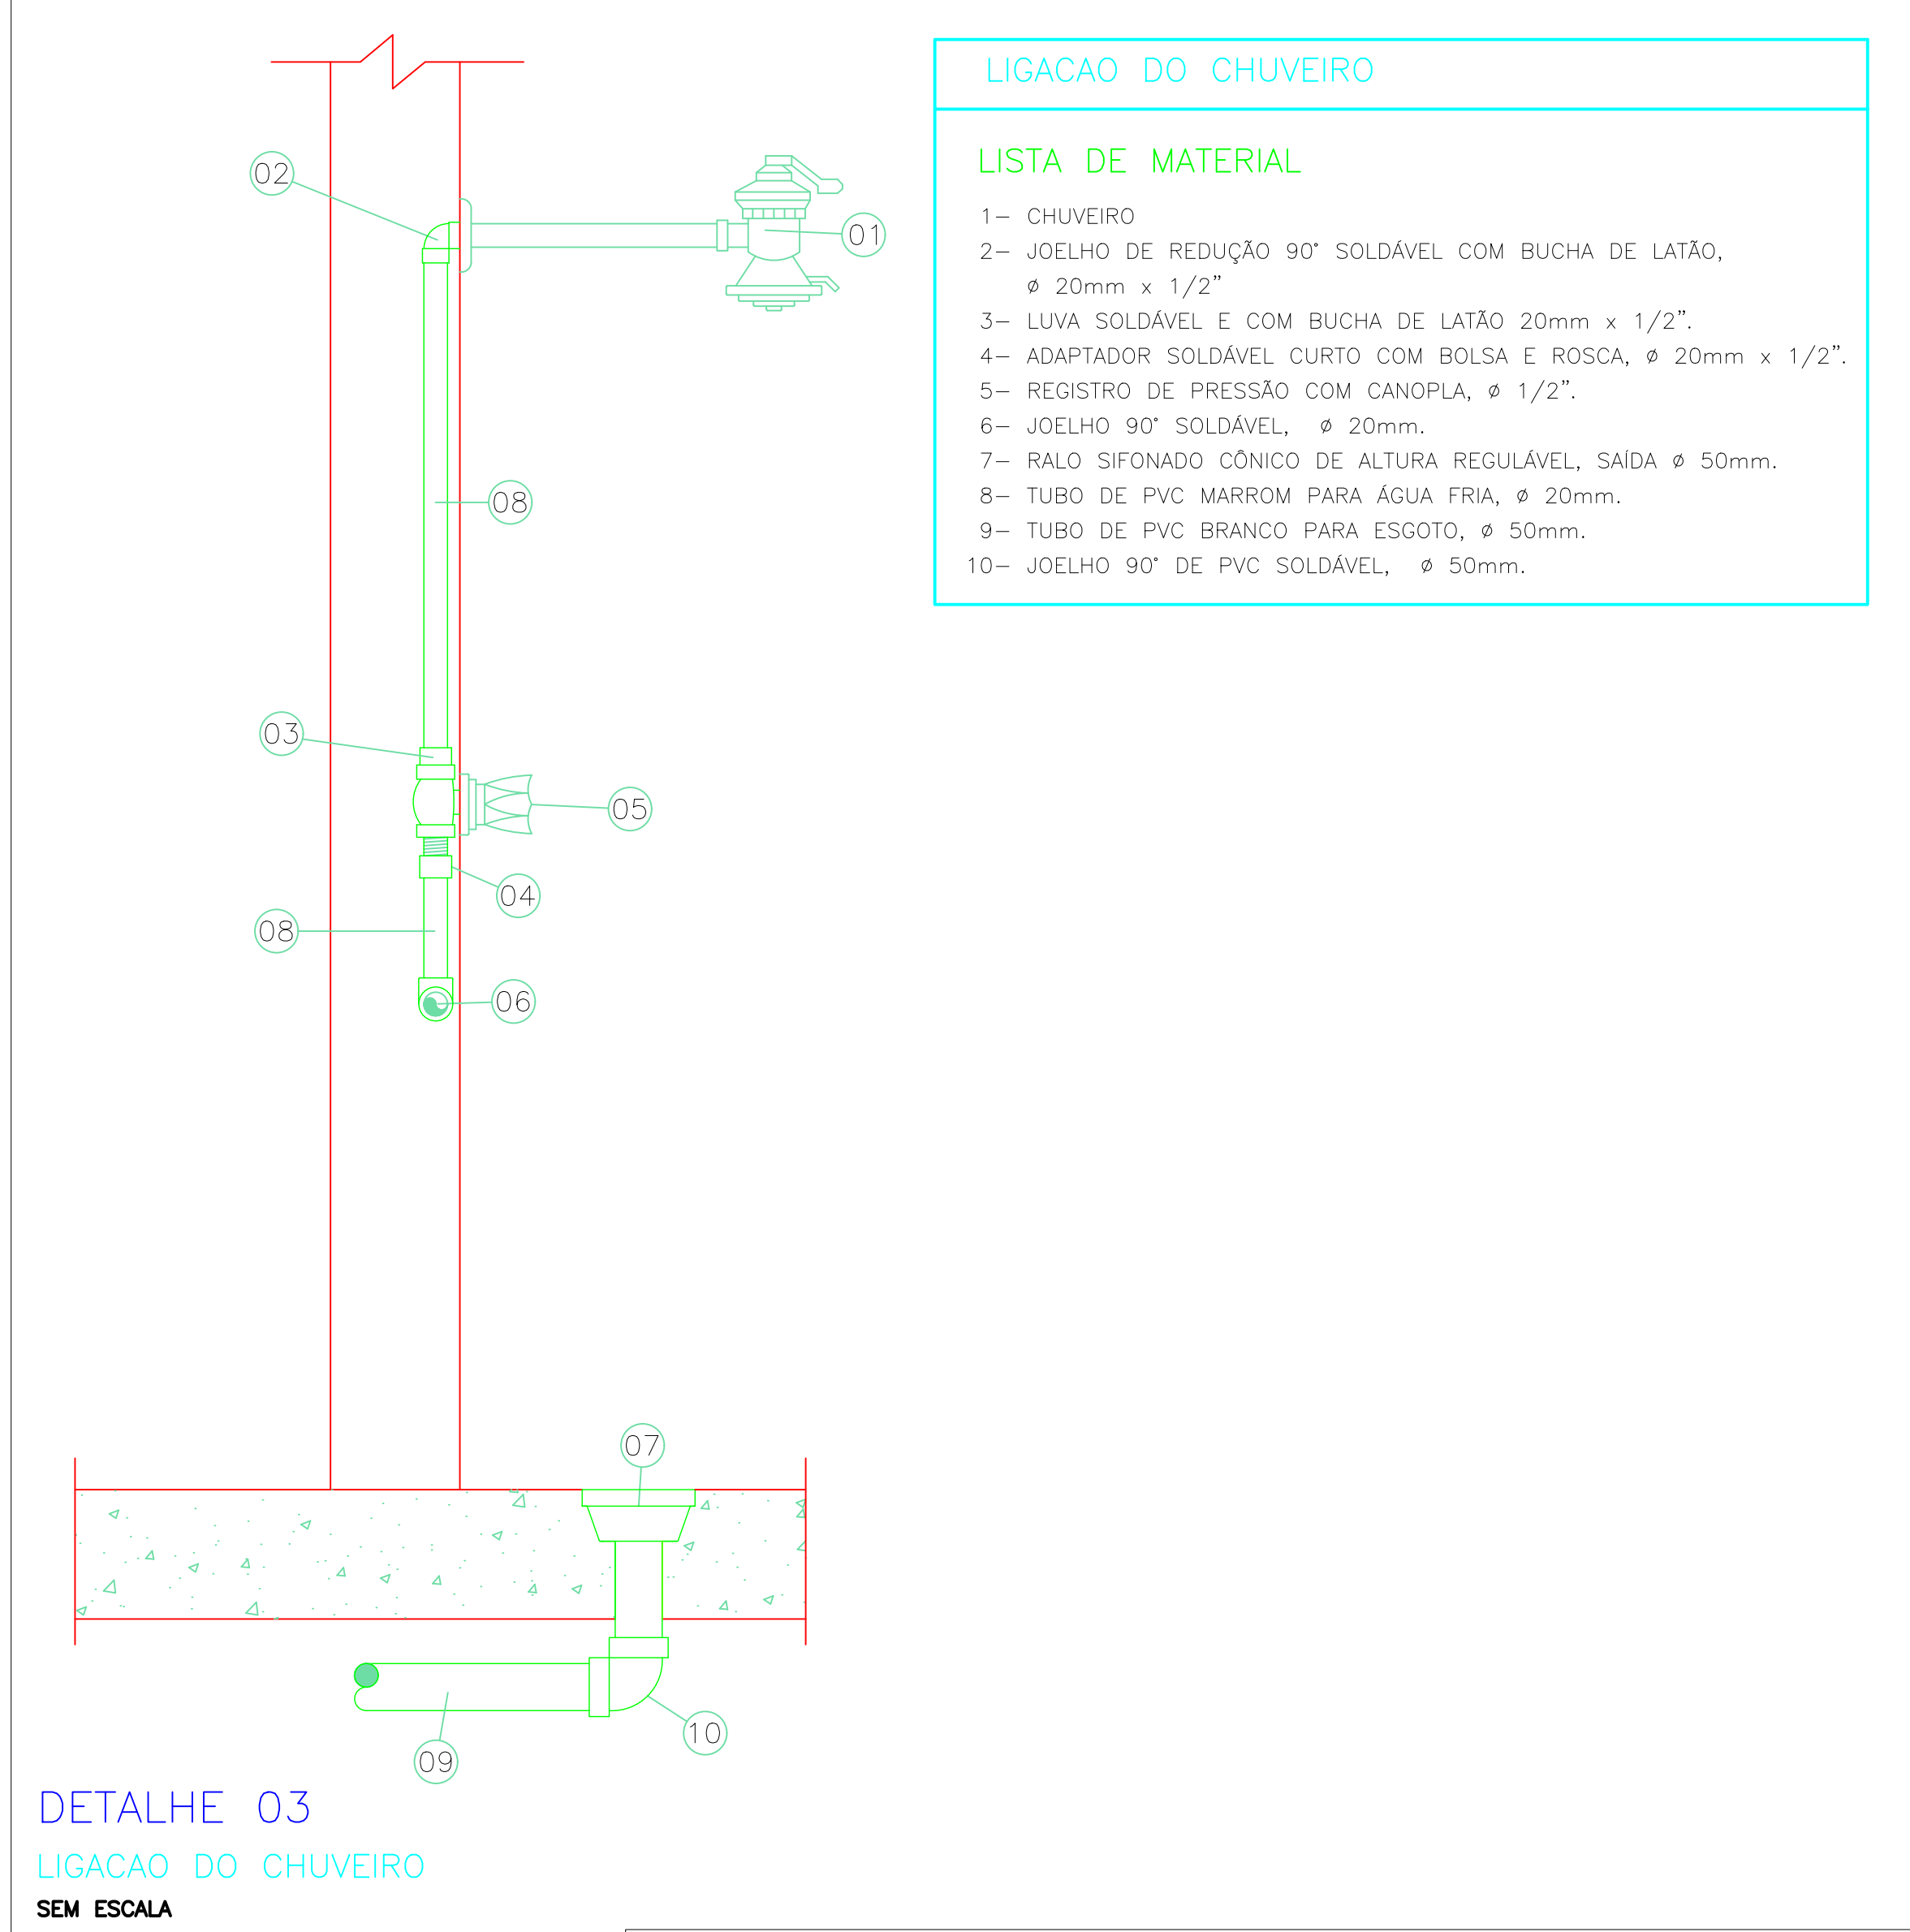 LIGACAO DO CHUVEIRO
LISTA DE MATERIAL
1- CHUVEIRO
2- JOELHO DE REDUÇÃO 90° SOLDÁVEL COM BUCHA DE LATÃO,
ø 20mm x 1/2"
3- LUVA SOLDÁVEL E COM BUCHA DE LATÃO 20mm x 1/2".
4- ADAPTADOR SOLDÁVEL CURTO COM BOLSA E ROSCA, ø 20mm x 1/2".
5- REGISTRO DE PRESSÃO COM CANOPLA, ø 1/2".
6- JOELHO 90° SOLDÁVEL, ø 20mm.
7- RALO SIFONADO CÔNICO DE ALTURA REGULÁVEL, SAÍDA ø 50mm.
8- TUBO DE PVC MARROM PARA ÁGUA FRIA, ø 20mm.
9- TUBO DE PVC BRANCO PARA ESGOTO, ø 50mm.
10- JOELHO 90° DE PVC SOLDÁVEL, ø 50mm.
02
01
08
03
05
04
08
06
07
10
09
DETALHE 03
LIGACAO DO CHUVEIRO
SEM ESCALA